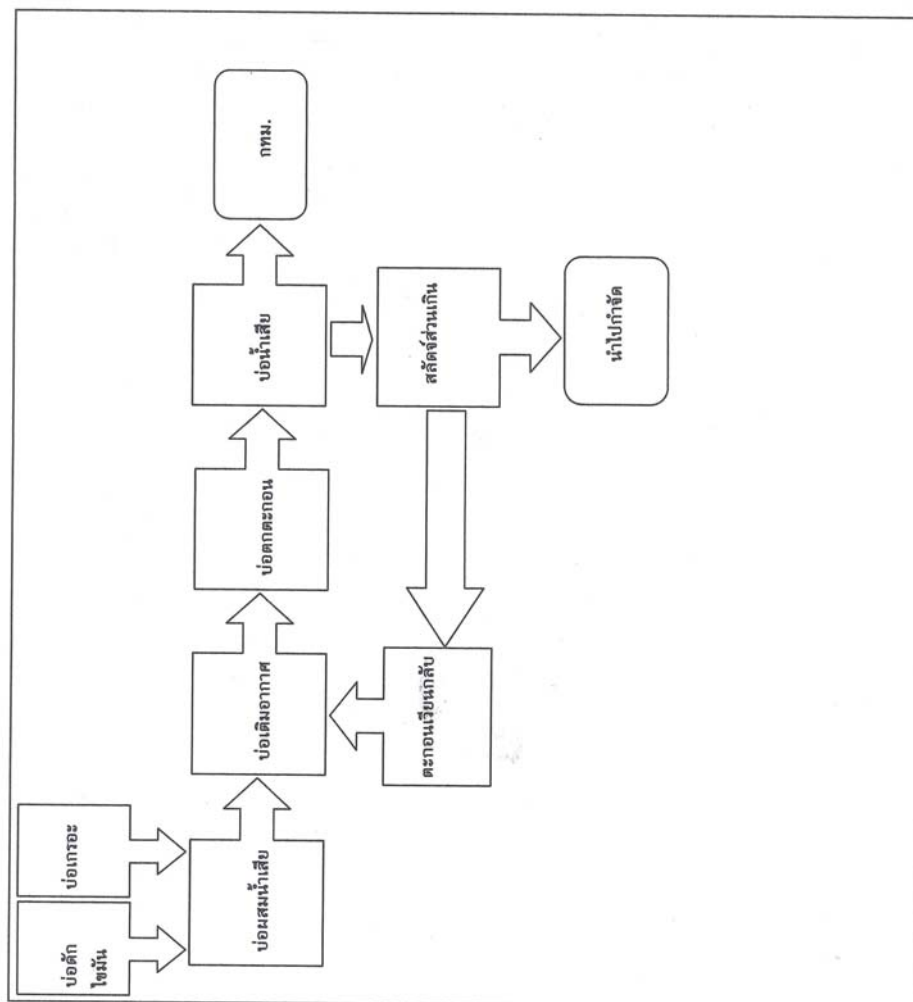 บ่อดัก
ไขมัน
บ่อเกรอะ
บ่อผสมน้ำเสีย
บ่อเติมอากาศ
บ่อตกตะกอน
บ่อน้ำเสีย
กทม.
ตะกอนเวียนกลับ
สลัดจ์ส่วนเกิน
นำไปกำจัด